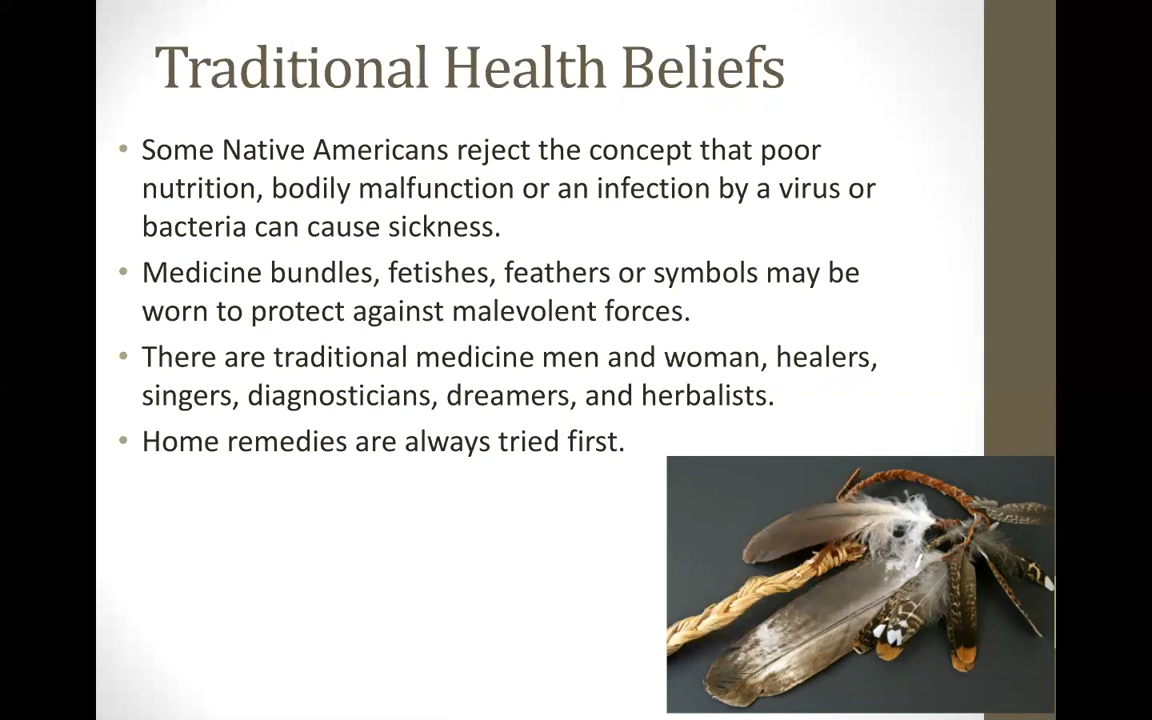 Traditional Health Beliefs
• Some Native Americans reject the concept that poor
nutrition, bodily malfunction or an infection by a virus or
bacteria can cause sickness.
• Medicine bundles, fetishes, feathers or symbols may be
worn to protect against malevolent forces.
• There are traditional medicine men and woman, healers,
singers, diagnosticians, dreamers, and herbalists.
• Home remedies are always tried first.